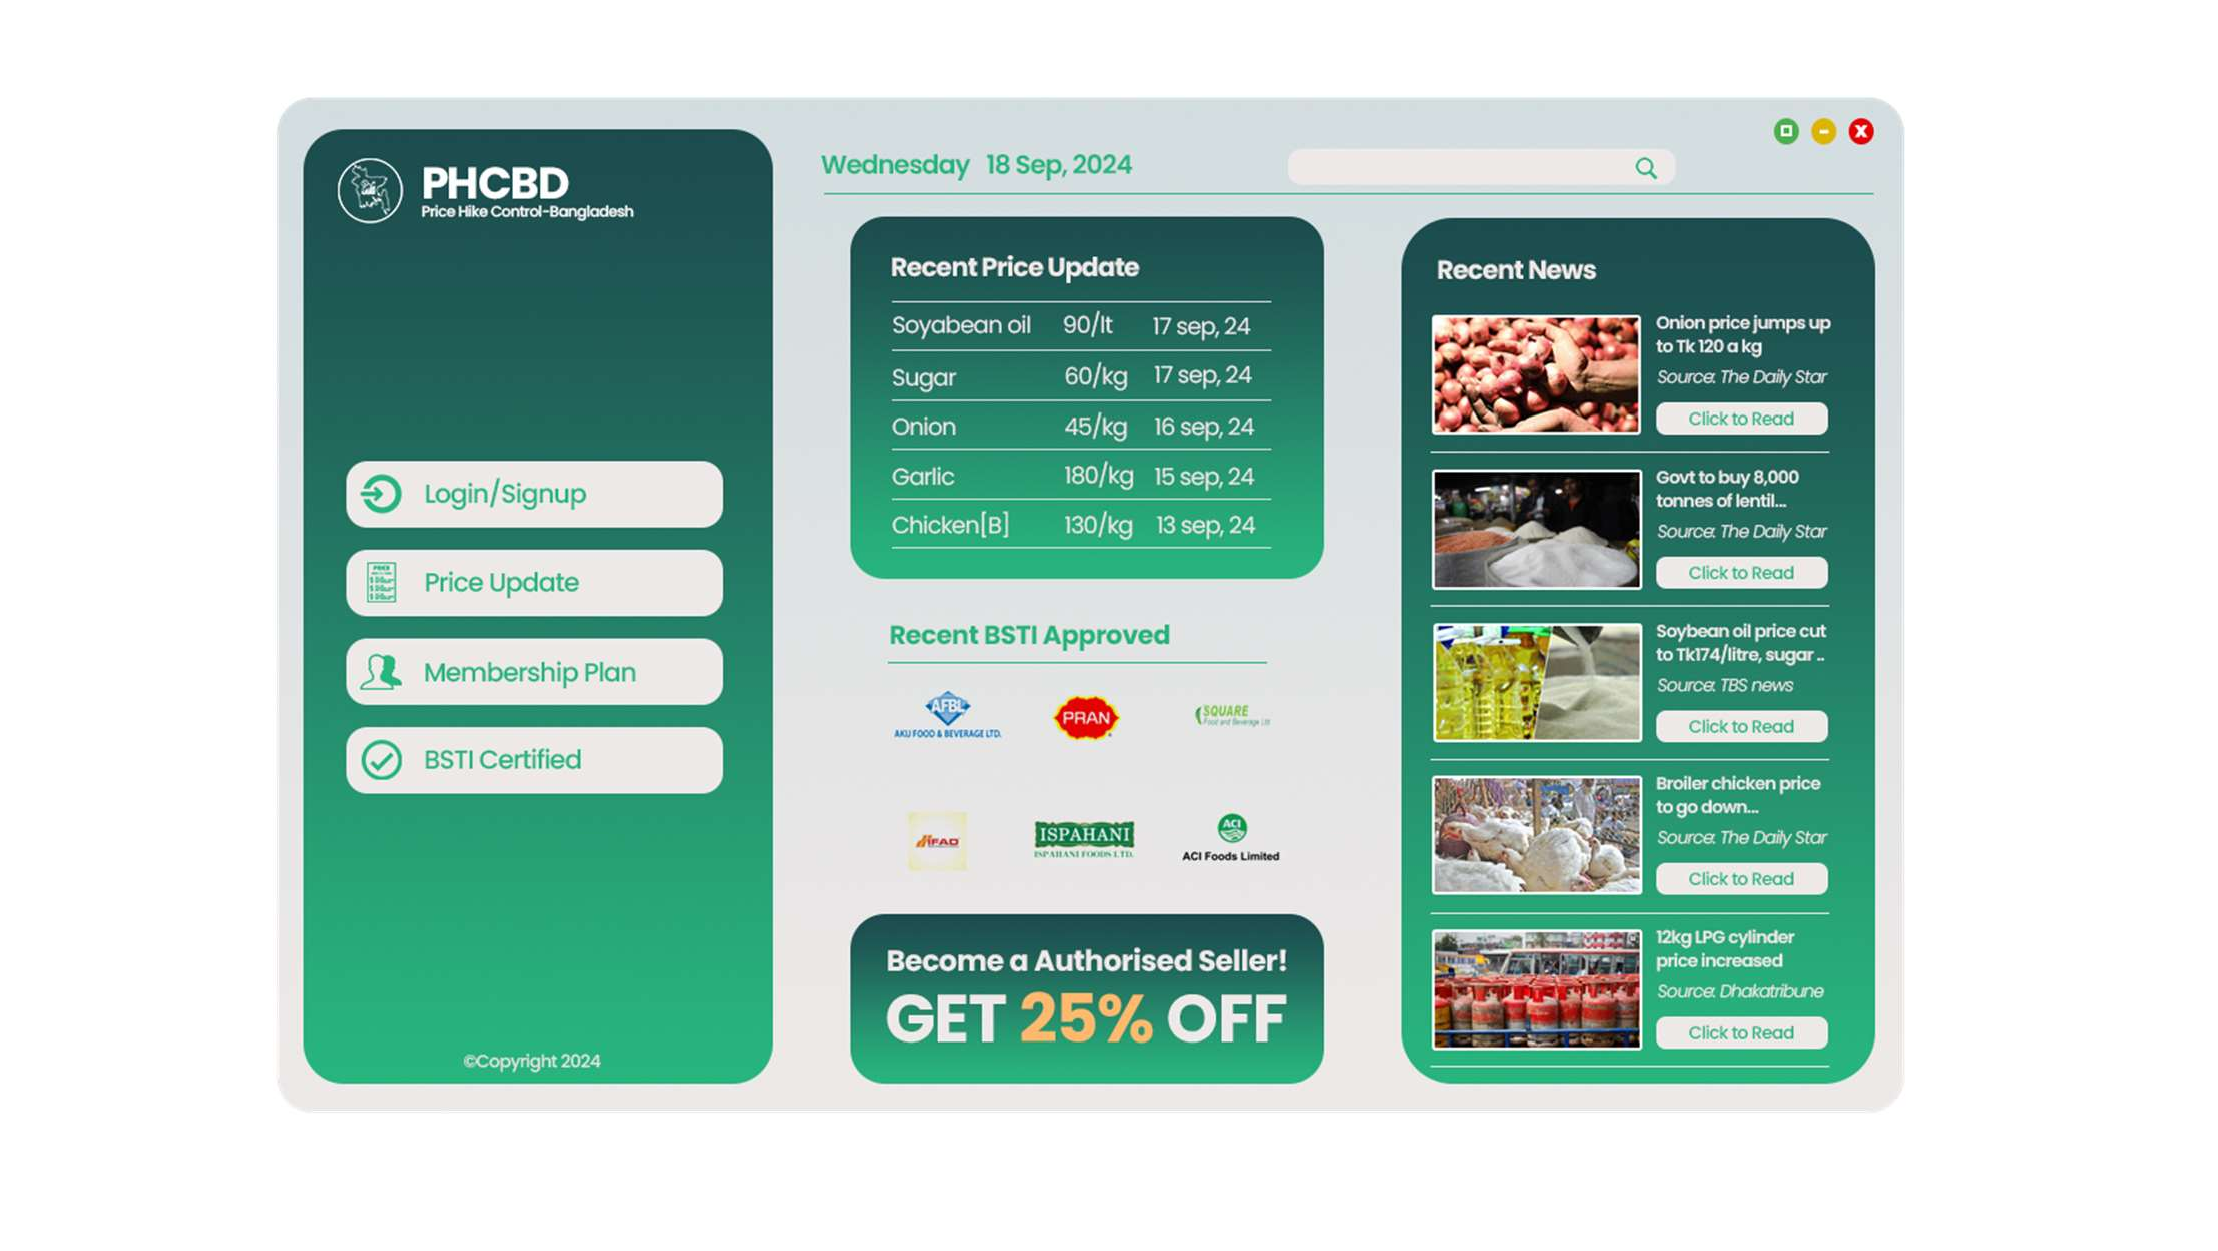 PHCBD
Price Hike Control-Bangladesh
Login/Signup
PRICE
Price Update
Membership Plan
BSTI Certified
©Copyright 2024
Wednesday 18 Sep, 2024
Recent Price Update
Soyabean oil 90/lt 17 sep, 24
Sugar 60/kg 17 sep, 24
Onion 45/kg 16 sep, 24
Garlic 180/kg 15 sep, 24
Chicken[B] 130/kg 13 sep, 24
Recent BSTI Approved
AFBL
AKIJ FOOD & BEVERAGE LTD.
PRAN
SQUARE
Food and Beverage Ltd
IFAD
ISPAHANI
ISPAHANI FOODS LTD.
ACI
ACI Foods Limited
Become a Authorised Seller!
GET 25% OFF
Recent News
Onion price jumps up
to Tk 120 a kg
Source: The Daily Star
Click to Read
Govt to buy 8,000
tonnes of lentil...
Source: The Daily Star
Click to Read
Soybean oil price cut
to Tk174/litre, sugar ..
Source: TBS news
Click to Read
Broiler chicken price
to go down...
Source: The Daily Star
Click to Read
12kg LPG cylinder
price increased
Source: Dhakatribune
Click to Read